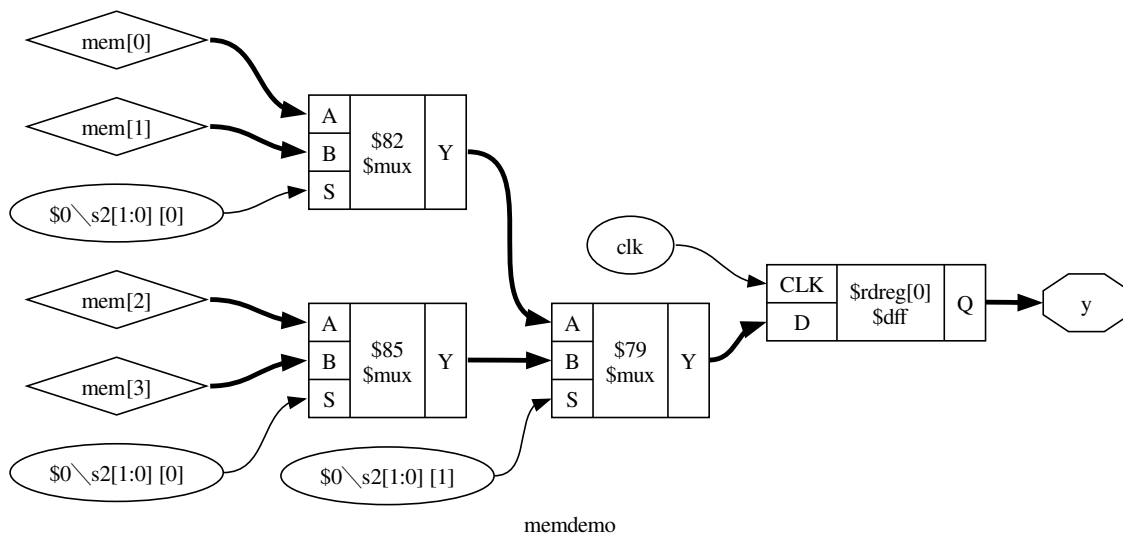 mem[0]
mem[1]
$0\s2[1:0] [0]
A
B
S
$82
$mux
Y
mem[2]
mem[3]
$0\s2[1:0] [0]
A
B
S
$85
$mux
Y
$0\s2[1:0] [1]
A
B
S
$79
$mux
Y
clk
CLK
D
$rdreg[0]
$dff
Q
y
memdemo